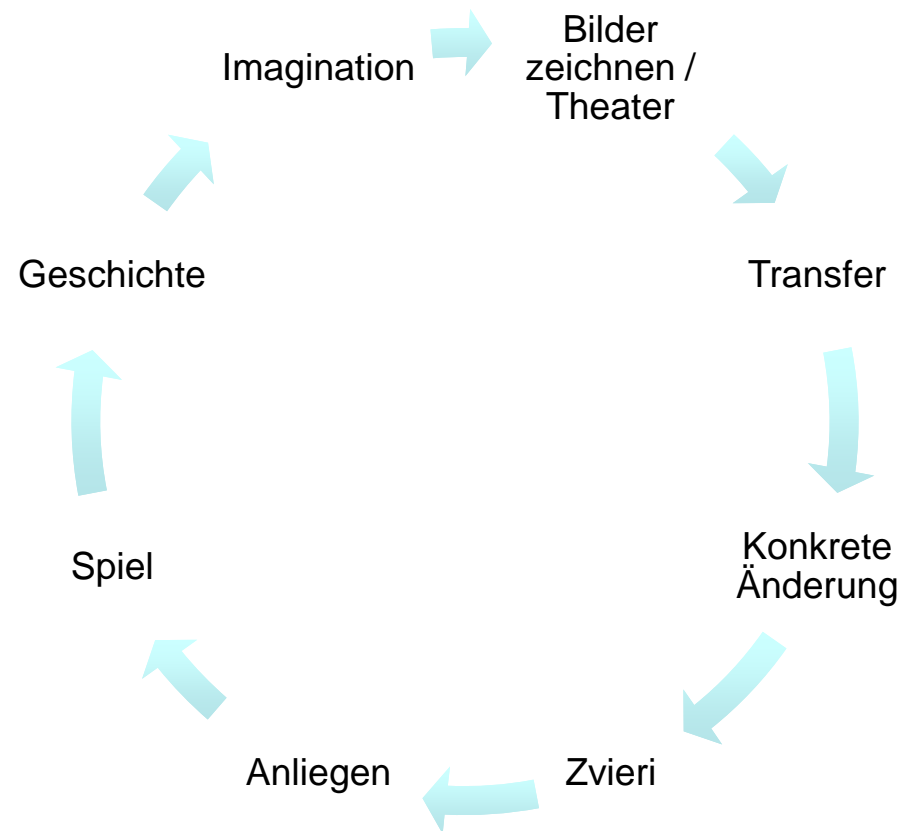 Bilder
zeichnen /
Theater
Imagination
Geschichte
Transfer
Spiel
Konkrete
Änderung
Anliegen
Zvieri